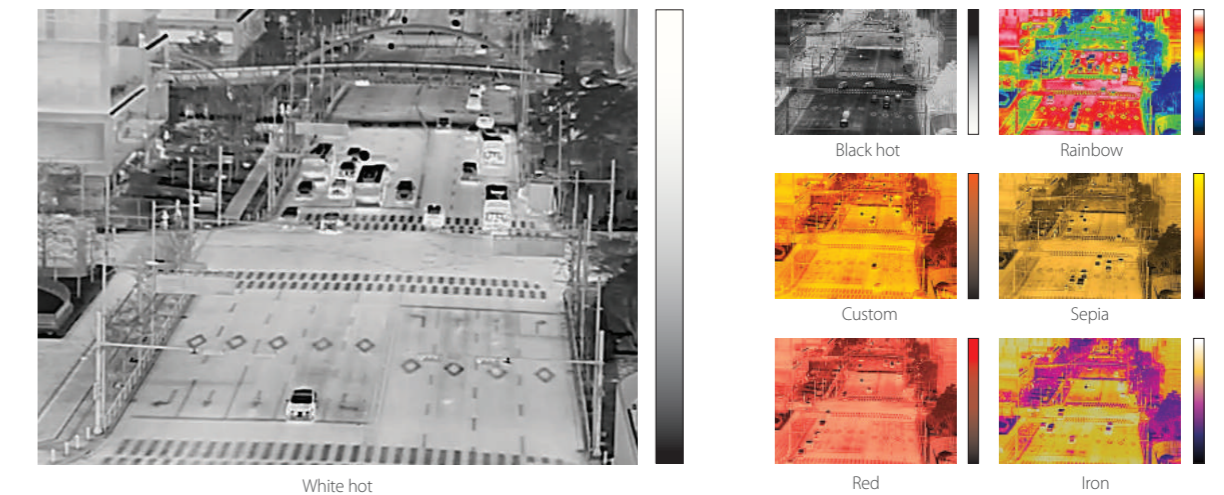 White hot
Black hot
Rainbow
Custom
Sepia
Red
Iron